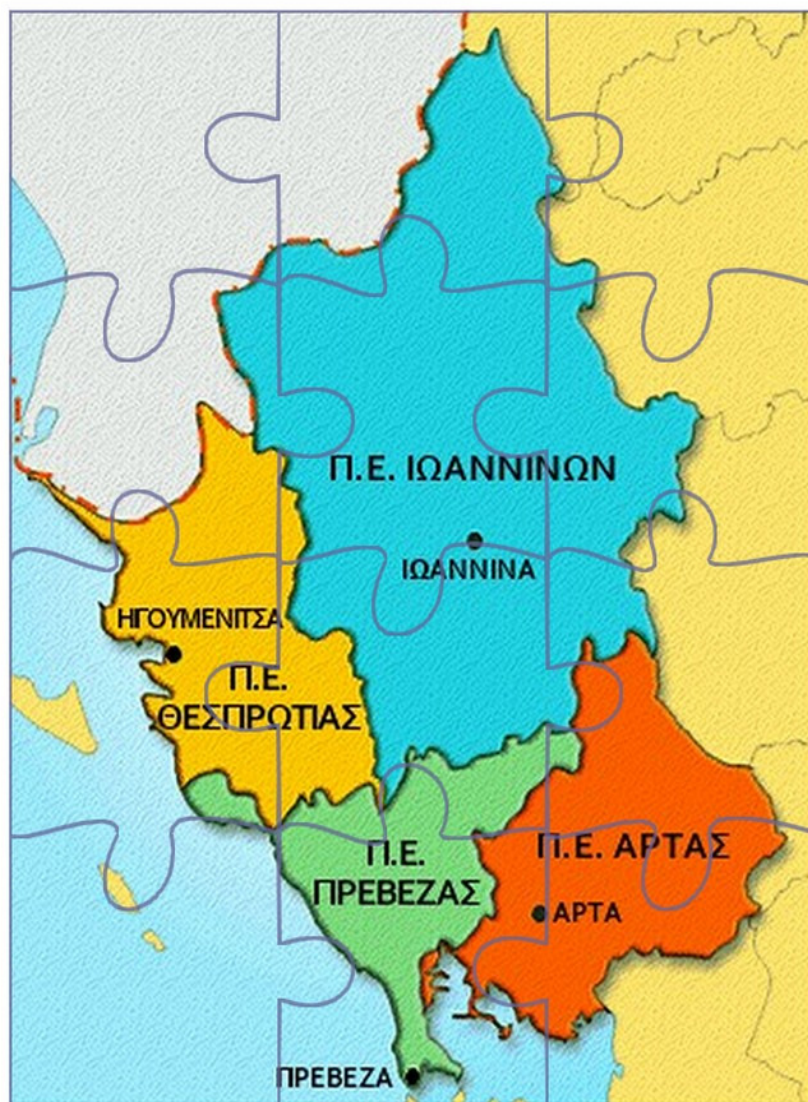 Π.Ε. ΙΩΑΝΝΙΝΩΝ
ΙΩΑΝΝΙΝΑ
ΗΓΟΥΜΕΝΙΤΣΑ
Π.Ε.
ΘΕΣΠΡΩΤΙΑΣ
Π.Ε.
ΠΡΕΒΕΖΑΣ
Π.Ε. ΑΡΤΑΣ
ΑΡΤΑ
ΠΡΕΒΕΖΑ